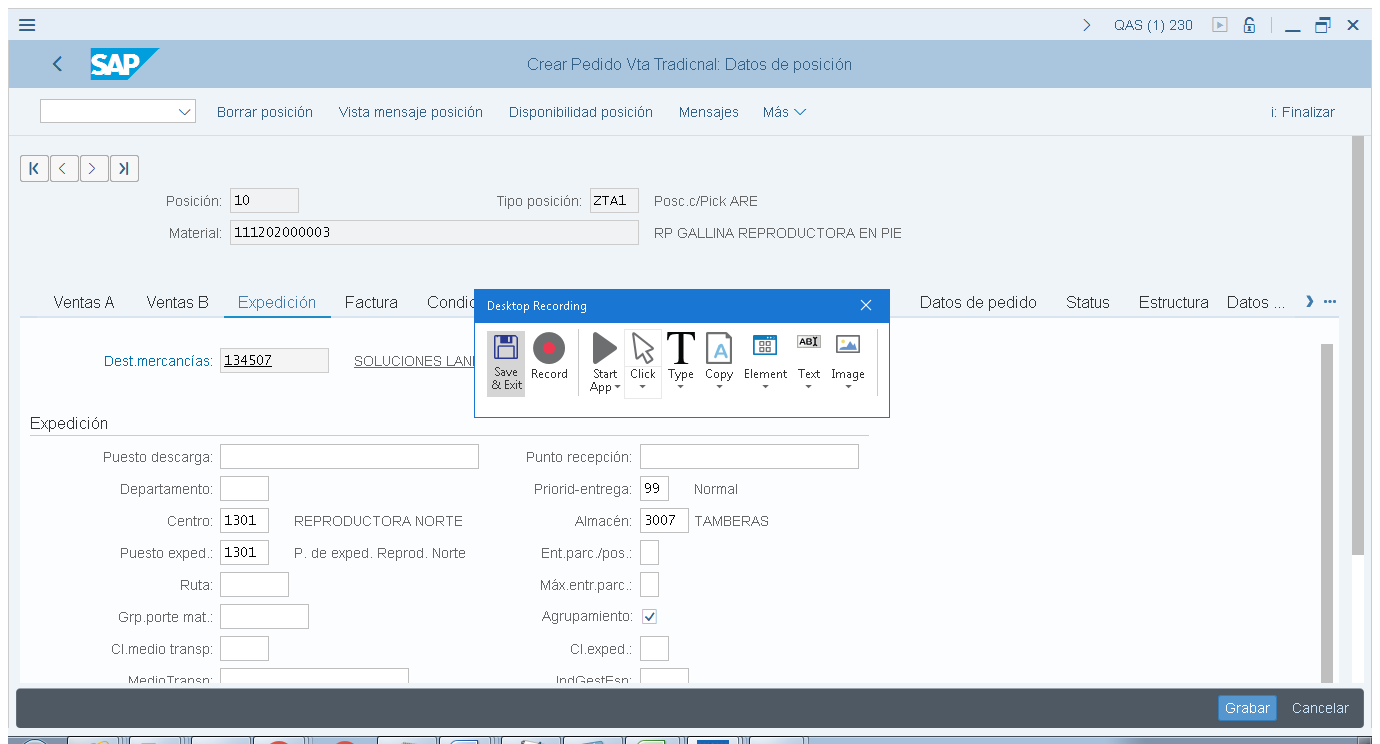 QAS (1) 230
SAP
Crear Pedido Vta Tradicnal: Datos de posición
Borrar posición Vista mensaje posición Disponibilidad posición Mensajes Más i: Finalizar
Posición: 10 Tipo posición: ZTA1 Posc.c/Pick ARE
Material: 111202000003 RP GALLINA REPRODUCTORA EN PIE
Ventas A Ventas B Expedición Factura Condic Datos de pedido Status Estructura Datos ...
Desktop Recording
Save & Exit Record Start App Click Type Copy Element Text Image
Dest.mercancías: 134507 SOLUCIONES LAN
Expedición
Puesto descarga: Punto recepción:
Departamento: Priorid-entrega: 99 Normal
Centro: 1301 REPRODUCTORA NORTE Almacén: 3007 TAMBERAS
Puesto exped.: 1301 P. de exped. Reprod. Norte Ent.parc./pos.:
Ruta: Máx.entr.parc.:
Grp.porte mat.: Agrupamiento:
Cl.medio transp: Cl.exped.:
MedioTransp: IndGestEsp:
Grabar Cancelar